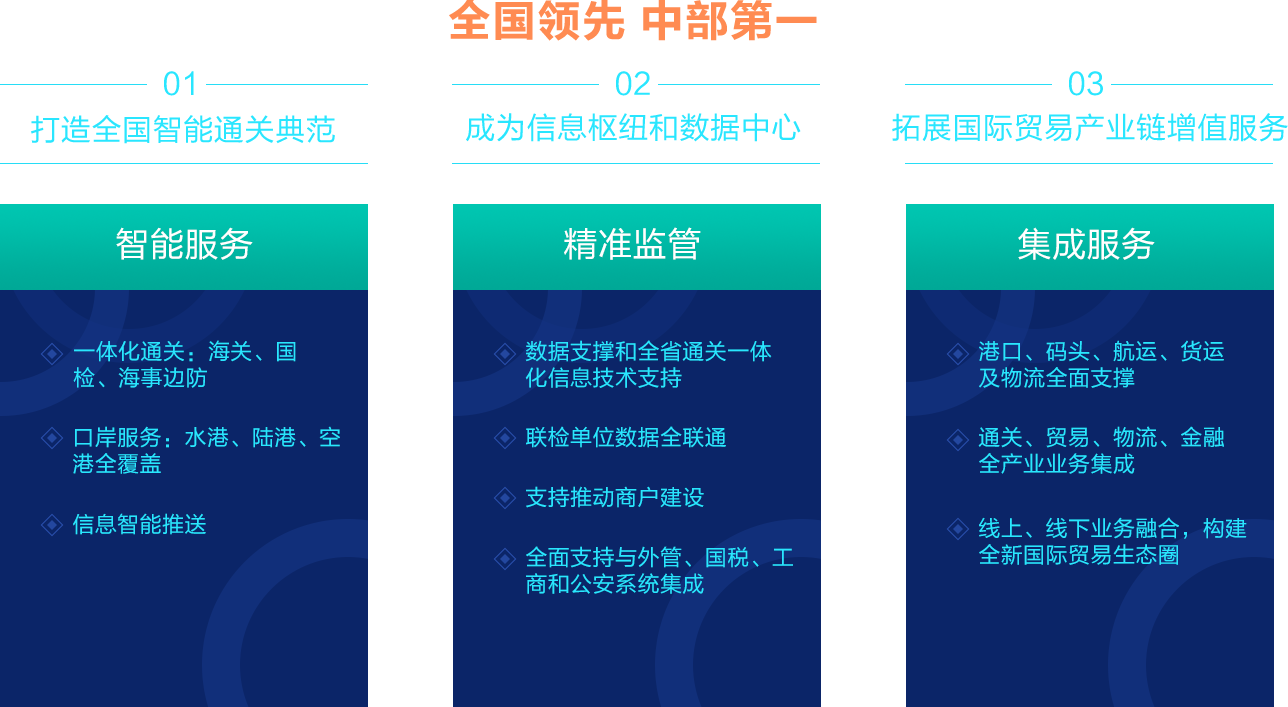 全国领先 中部第一
01
打造全国智能通关典范
02
成为信息枢纽和数据中心
03
拓展国际贸易产业链增值服务
智能服务
一体化通关：海关、国
检、海事边防
口岸服务：水港、陆港、空
港全覆盖
信息智能推送
精准监管
数据支撑和全省通关一体
化信息技术支持
联检单位数据全联通
支持推动商户建设
全面支持与外管、国税、工
商和公安系统集成
集成服务
港口、码头、航运、货运
及物流全面支撑
通关、贸易、物流、金融
全产业业务集成
线上、线下业务融合，构建
全新国际贸易生态圈